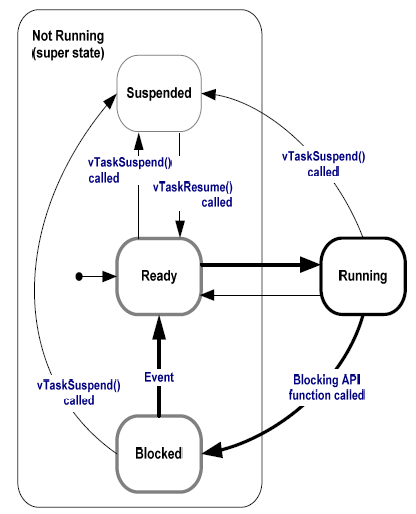 Not Running
(super state)
Suspended
vTaskSuspend()
called
vTaskResume()
called
vTaskSuspend()
called
Ready
Running
vTaskSuspend()
called
Event
Blocking API
function called
Blocked